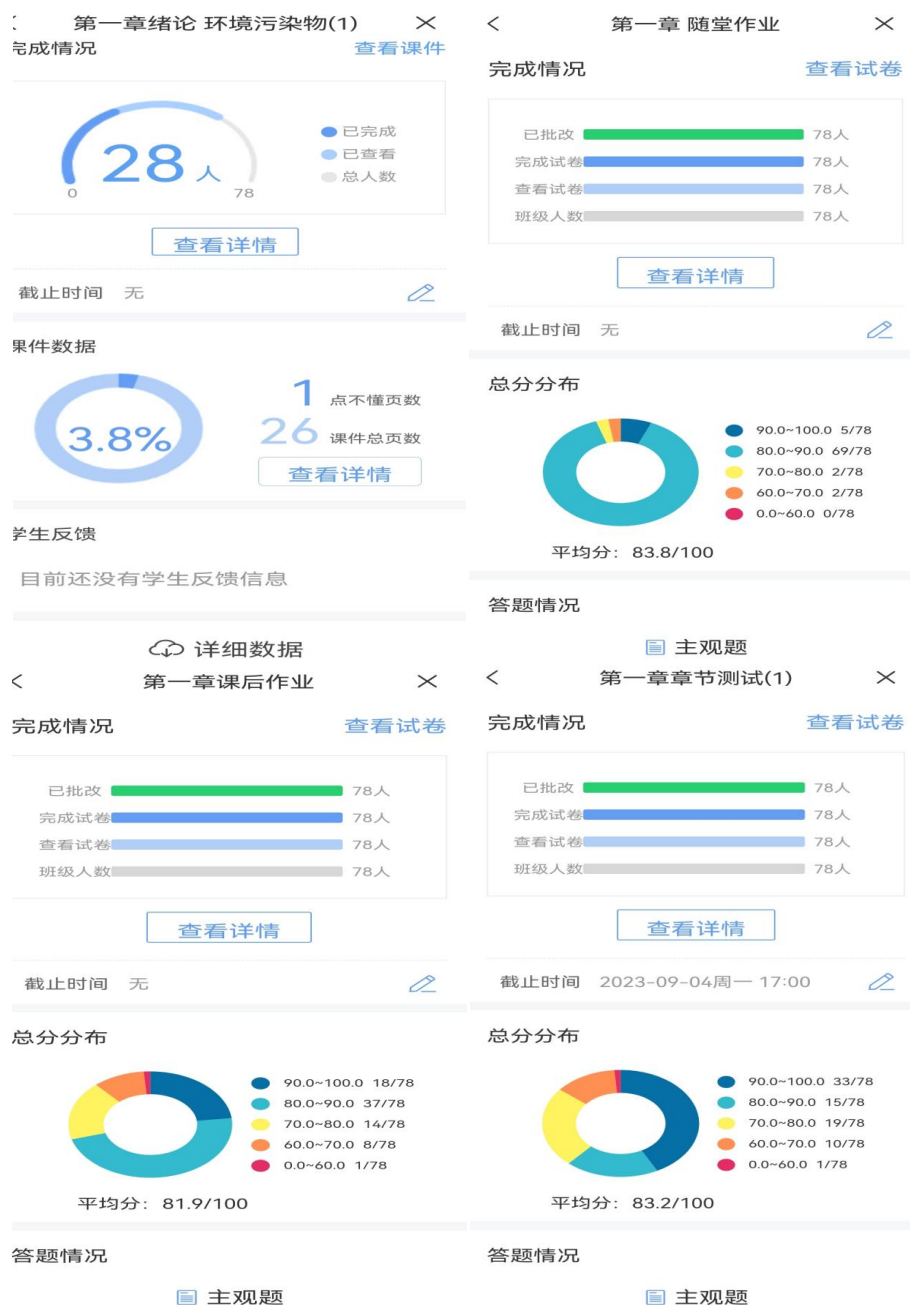 第一章绪论 环境污染物(1)
完成情况 查看课件
28人
0 78
已完成
已查看
总人数
查看详情
截止时间 无
课件数据
3.8%
1 点不懂页数
26 课件总页数
查看详情
学生反馈
目前还没有学生反馈信息
详细数据
第一章 随堂作业
完成情况 查看试卷
已批改 78人
完成试卷 78人
查看试卷 78人
班级人数 78人
查看详情
截止时间 无
总分分布
90.0~100.0 5/78
80.0~90.0 69/78
70.0~80.0 2/78
60.0~70.0 2/78
0.0~60.0 0/78
平均分: 83.8/100
答题情况
主观题
第一章课后作业
完成情况 查看试卷
已批改 78人
完成试卷 78人
查看试卷 78人
班级人数 78人
查看详情
截止时间 无
总分分布
90.0~100.0 18/78
80.0~90.0 37/78
70.0~80.0 14/78
60.0~70.0 8/78
0.0~60.0 1/78
平均分: 81.9/100
答题情况
主观题
第一章章节测试(1)
完成情况 查看试卷
已批改 78人
完成试卷 78人
查看试卷 78人
班级人数 78人
查看详情
截止时间 2023-09-04周一 17:00
总分分布
90.0~100.0 33/78
80.0~90.0 15/78
70.0~80.0 19/78
60.0~70.0 10/78
0.0~60.0 1/78
平均分: 83.2/100
答题情况
主观题